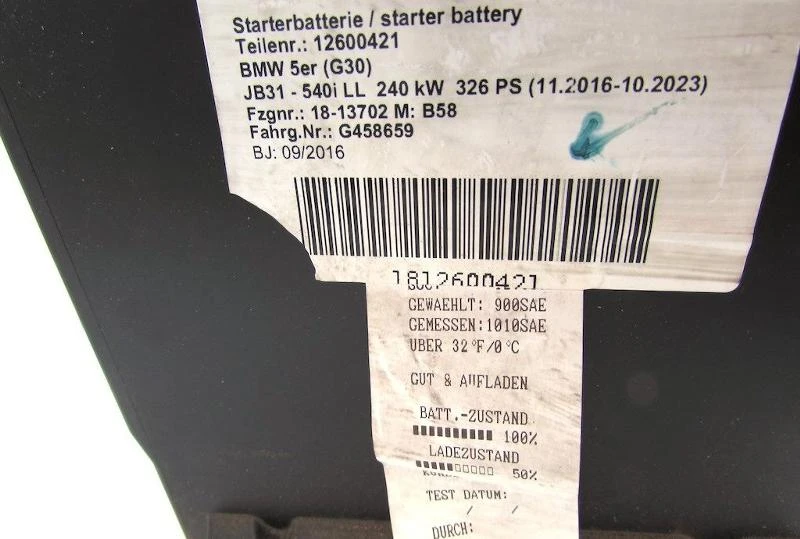 Starterbatterie / starter battery
Teilenr.: 12600421
BMW 5er (G30)
JB31 - 540i LL 240 kW 326 PS (11.2016-10.2023)
Fzgnr.: 18-13702 M: B58
Fahrg.Nr.: G458659
BJ: 09/2016
1812600421
GEWAEHLT: 900SAE
GEMESSEN:1010SAE
UBER 32°F/0°C
GUT & AUFLADEN
BATT.-ZUSTAND
100%
LADEZUSTAND
50%
TEST DATUM:
/ /
DURCH: